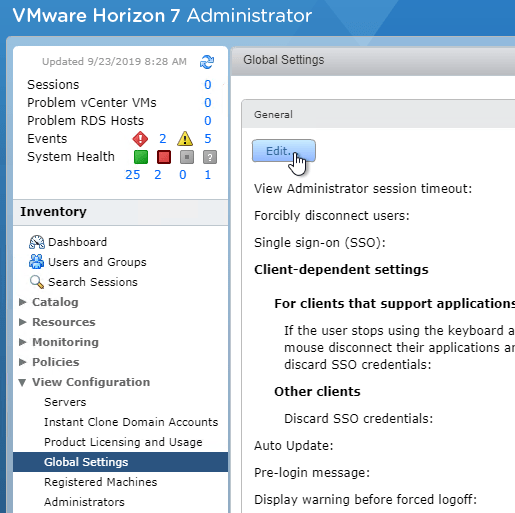 VMware Horizon 7 Administrator
Updated 9/23/2019 8:28 AM
Sessions 0
Problem vCenter VMs 0
Problem RDS Hosts 0
Events 2 5
System Health ?
25 2 0 1
Inventory
Dashboard
Users and Groups
Search Sessions
Catalog
Resources
Monitoring
Policies
View Configuration
Servers
Instant Clone Domain Accounts
Product Licensing and Usage
Global Settings
Registered Machines
Administrators
Global Settings
General
Edit...
View Administrator session timeout:
Forcibly disconnect users:
Single sign-on (SSO):
Client-dependent settings
For clients that support applications
If the user stops using the keyboard a
mouse disconnect their applications an
discard SSO credentials:
Other clients
Discard SSO credentials:
Auto Update:
Pre-login message:
Display warning before forced logoff: